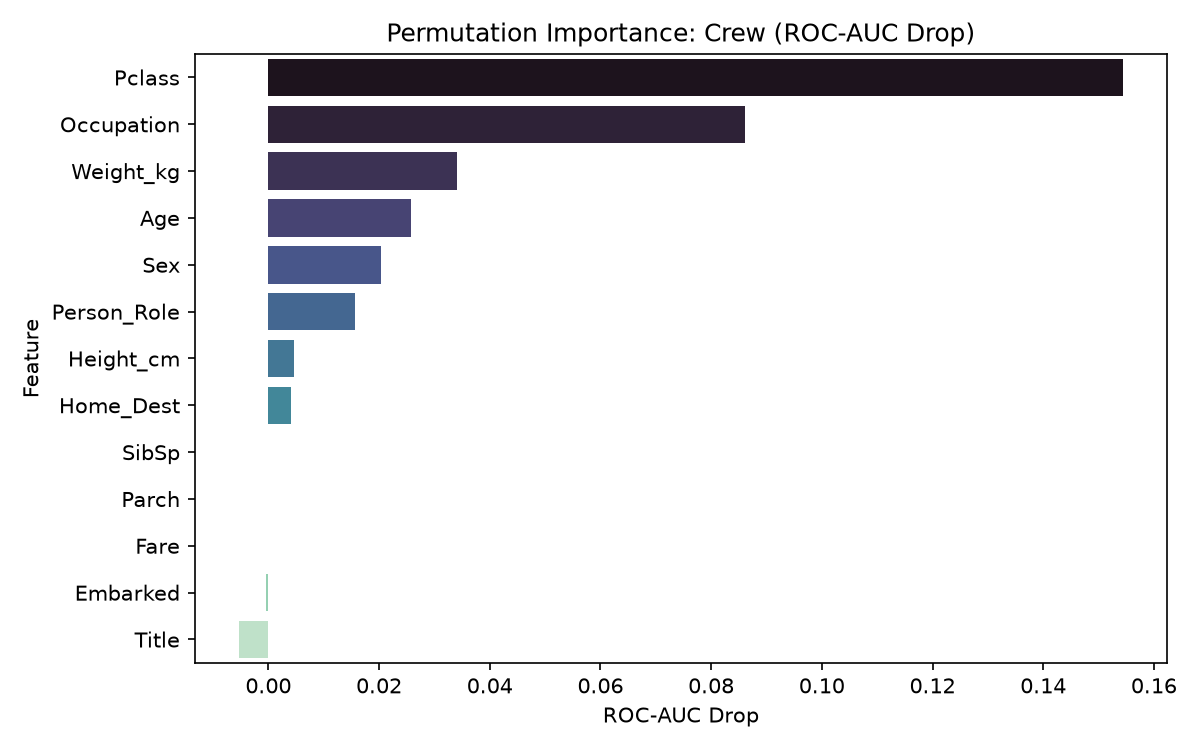 Permutation Importance: Crew (ROC-AUC Drop)
Feature
Pclass
Occupation
Weight_kg
Age
Sex
Person_Role
Height_cm
Home_Dest
SibSp
Parch
Fare
Embarked
Title
0.00 0.02 0.04 0.06 0.08 0.10 0.12 0.14 0.16
ROC-AUC Drop